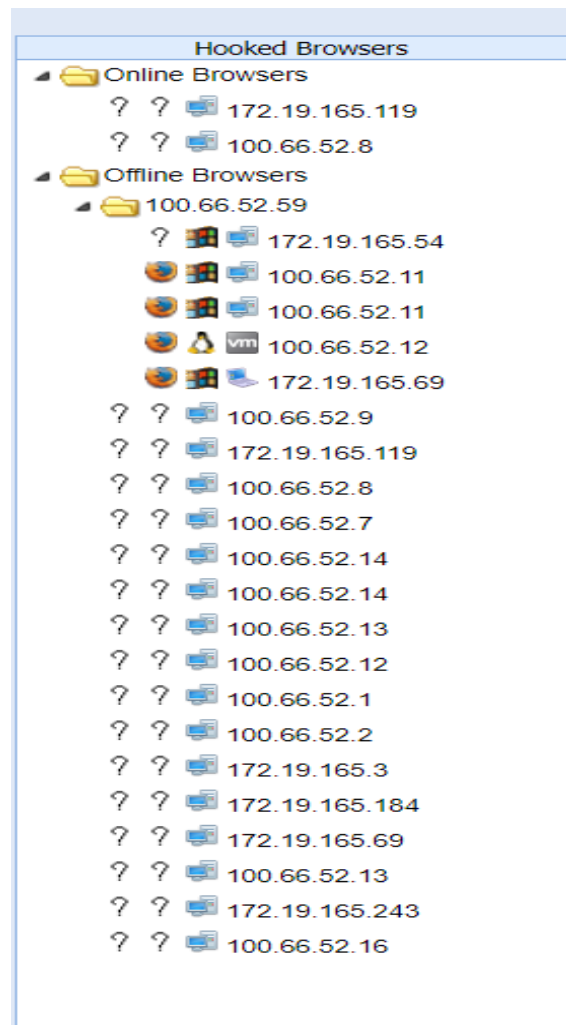 Hooked Browsers
Online Browsers
? ? 172.19.165.119
? ? 100.66.52.8
Offline Browsers
100.66.52.59
? 172.19.165.54
100.66.52.11
100.66.52.11
vm 100.66.52.12
172.19.165.69
? ? 100.66.52.9
? ? 172.19.165.119
? ? 100.66.52.8
? ? 100.66.52.7
? ? 100.66.52.14
? ? 100.66.52.14
? ? 100.66.52.13
? ? 100.66.52.12
? ? 100.66.52.1
? ? 100.66.52.2
? ? 172.19.165.3
? ? 172.19.165.184
? ? 172.19.165.69
? ? 100.66.52.13
? ? 172.19.165.243
? ? 100.66.52.16